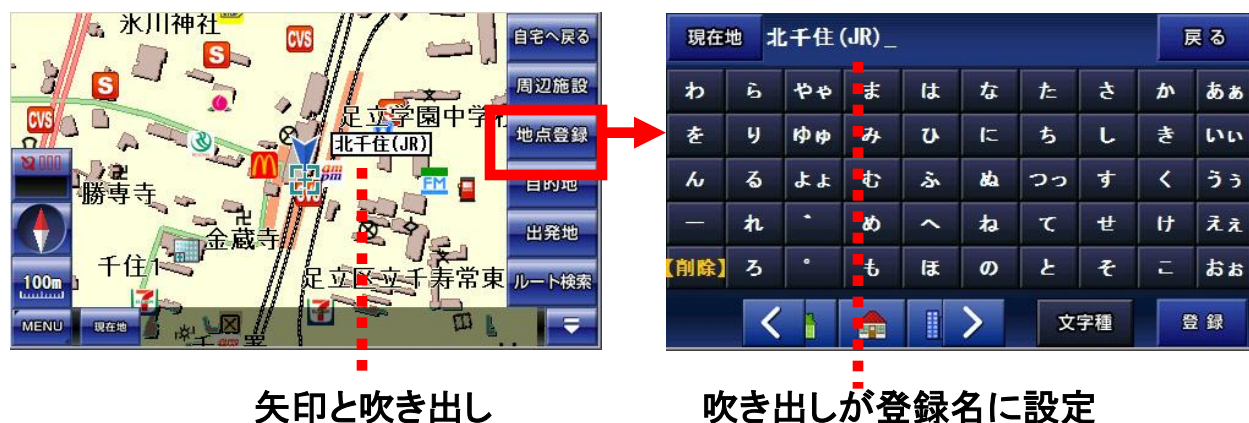 氷川神社
CVS
S
S
S
CVS
足立学園中学校
北千住(JR)
am
pm
CVS
FM
勝専寺
金蔵寺
千住1
足立区立千寿常東
000
100m
MENU
現在地
自宅へ戻る
周辺施設
地点登録
目的地
出発地
ルート検索
矢印と吹き出し
現在地 北千住(JR)_ 戻る
わ ら やゃ ま は な た さ か あぁ
を り ゆゅ み ひ に ち し き いぃ
ん る よょ む ふ ぬ つっ す く うぅ
ー れ ゛ め へ ね て せ け えぇ
【削除】 ろ ゜ も ほ の と そ こ おぉ
文字種 登録
吹き出しが登録名に設定